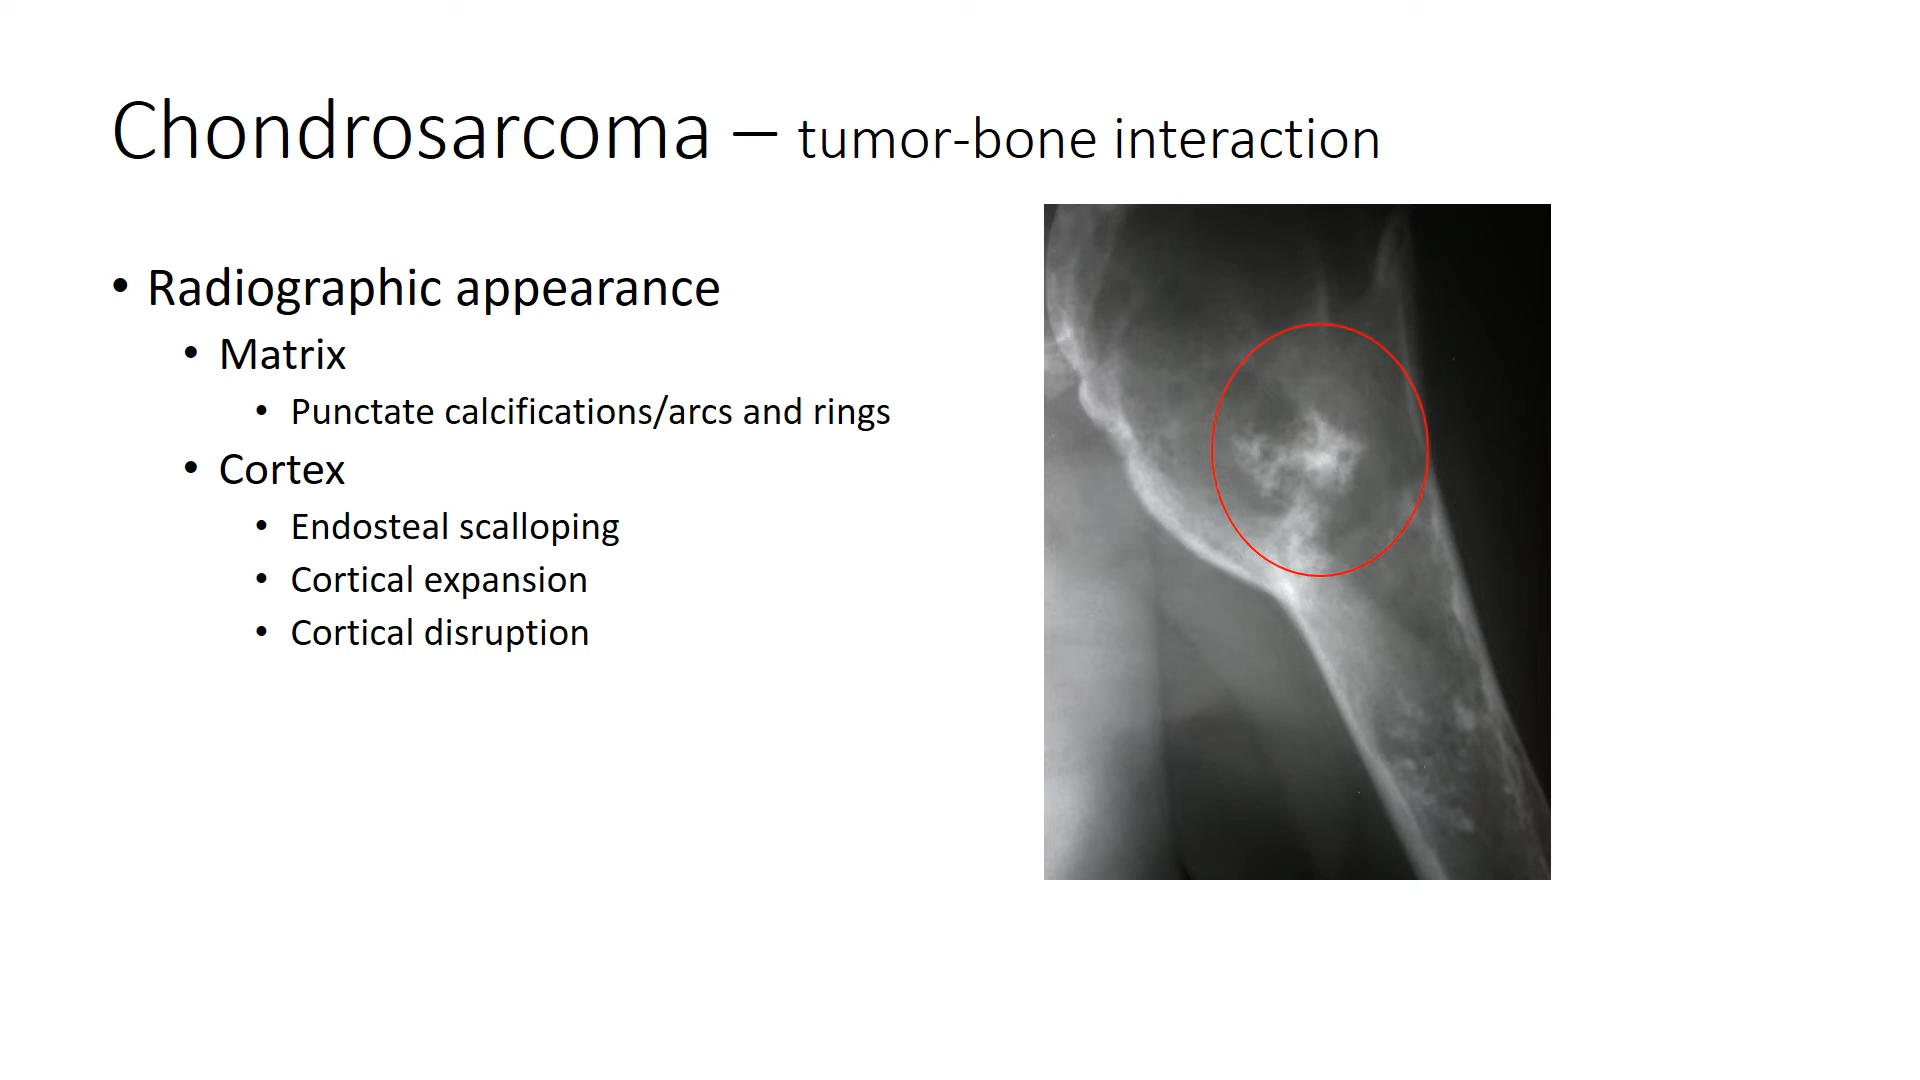 Chondrosarcoma – tumor-bone interaction
• Radiographic appearance
• Matrix
• Punctate calcifications/arcs and rings
• Cortex
• Endosteal scalloping
• Cortical expansion
• Cortical disruption